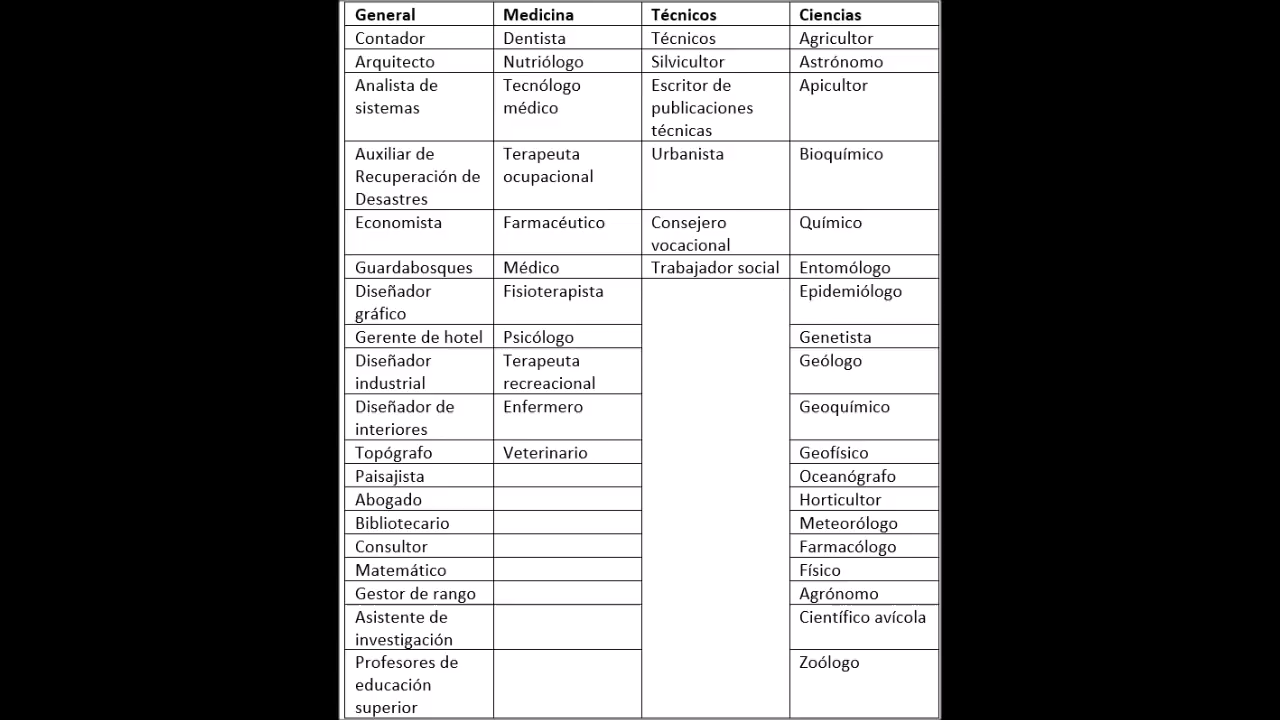 General Medicina Técnicos Ciencias
Contador Dentista Técnicos Agricultor
Arquitecto Nutriólogo Silvicultor Astrónomo
Analista de Tecnólogo Escritor de Apicultor
sistemas médico publicaciones
técnicas
Auxiliar de Terapeuta Urbanista Bioquímico
Recuperación de ocupacional
Desastres
Economista Farmacéutico Consejero Químico
vocacional
Guardabosques Médico Trabajador social Entomólogo
Diseñador Fisioterapista Epidemiólogo
gráfico
Gerente de hotel Psicólogo Genetista
Diseñador Terapeuta Geólogo
industrial recreacional
Diseñador de Enfermero Geoquímico
interiores
Topógrafo Veterinario Geofísico
Paisajista Oceanógrafo
Abogado Horticultor
Bibliotecario Meteorólogo
Consultor Farmacólogo
Matemático Físico
Gestor de rango Agrónomo
Asistente de Científico avícola
investigación
Profesores de Zoólogo
educación
superior